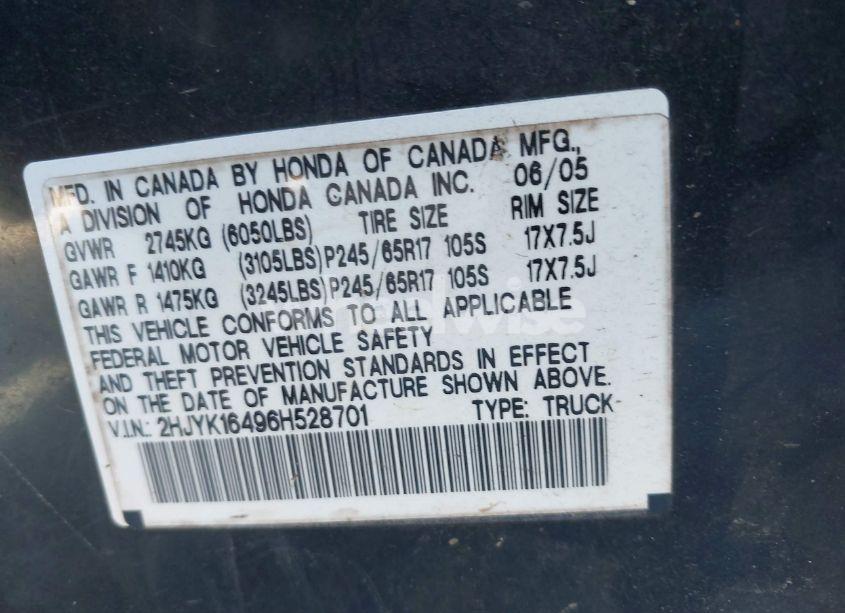 MFD. IN CANADA BY HONDA OF CANADA MFG.,
A DIVISION OF HONDA CANADA INC. 06/05
GVWR 2745KG (6050LBS) TIRE SIZE RIM SIZE
GAWR F 1410KG (3105LBS) P245/65R17 105S 17X7.5J
GAWR R 1475KG (3245LBS) P245/65R17 105S 17X7.5J
THIS VEHICLE CONFORMS TO ALL APPLICABLE
FEDERAL MOTOR VEHICLE SAFETY
AND THEFT PREVENTION STANDARDS IN EFFECT
ON THE DATE OF MANUFACTURE SHOWN ABOVE.
V.I.N.: 2HJYK16496H528701 TYPE: TRUCK